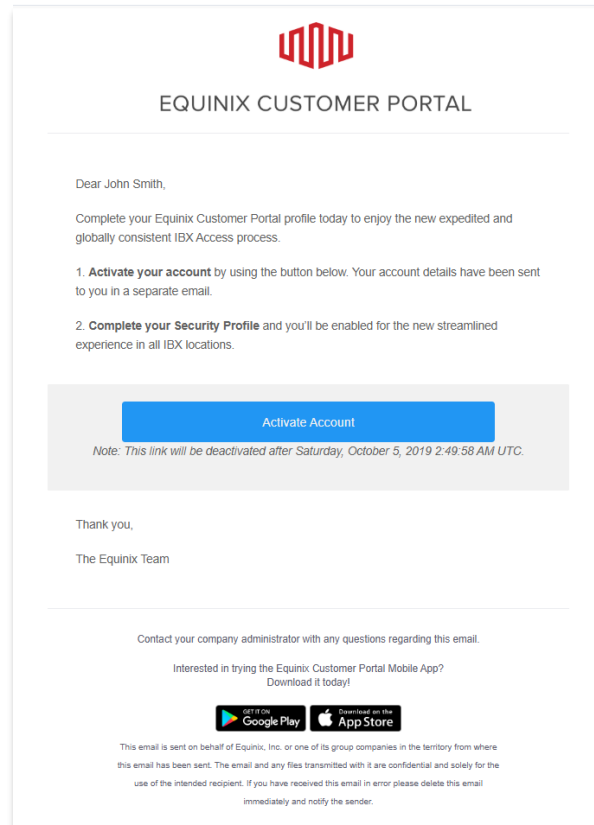 EQUINIX CUSTOMER PORTAL
Dear John Smith,
Complete your Equinix Customer Portal profile today to enjoy the new expedited and
globally consistent IBX Access process.
1. Activate your account by using the button below. Your account details have been sent
to you in a separate email.
2. Complete your Security Profile and you'll be enabled for the new streamlined
experience in all IBX locations.
Activate Account
Note: This link will be deactivated after Saturday, October 5, 2019 2:49:58 AM UTC.
Thank you,
The Equinix Team
Contact your company administrator with any questions regarding this email.
Interested in trying the Equinix Customer Portal Mobile App?
Download it today!
GET IT ON
Google Play
Download on the
App Store
This email is sent on behalf of Equinix, Inc. or one of its group companies in the territory from where
this email has been sent. The email and any files transmitted with it are confidential and solely for the
use of the intended recipient. If you have received this email in error please delete this email
immediately and notify the sender.